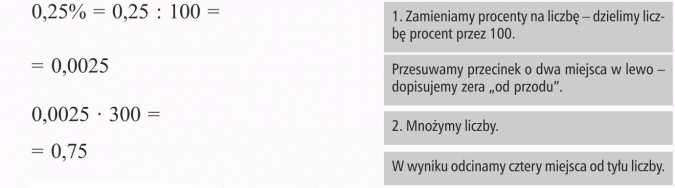 0,25% = 0,25 : 100 =
1. Zamieniamy procenty na liczbę – dzielimy licz-
bę procent przez 100.
= 0,0025
Przesuwamy przecinek o dwa miejsca w lewo –
dopisujemy zera „od przodu”.
0,0025 · 300 =
2. Mnożymy liczby.
= 0,75
W wyniku odcinamy cztery miejsca od tyłu liczby.